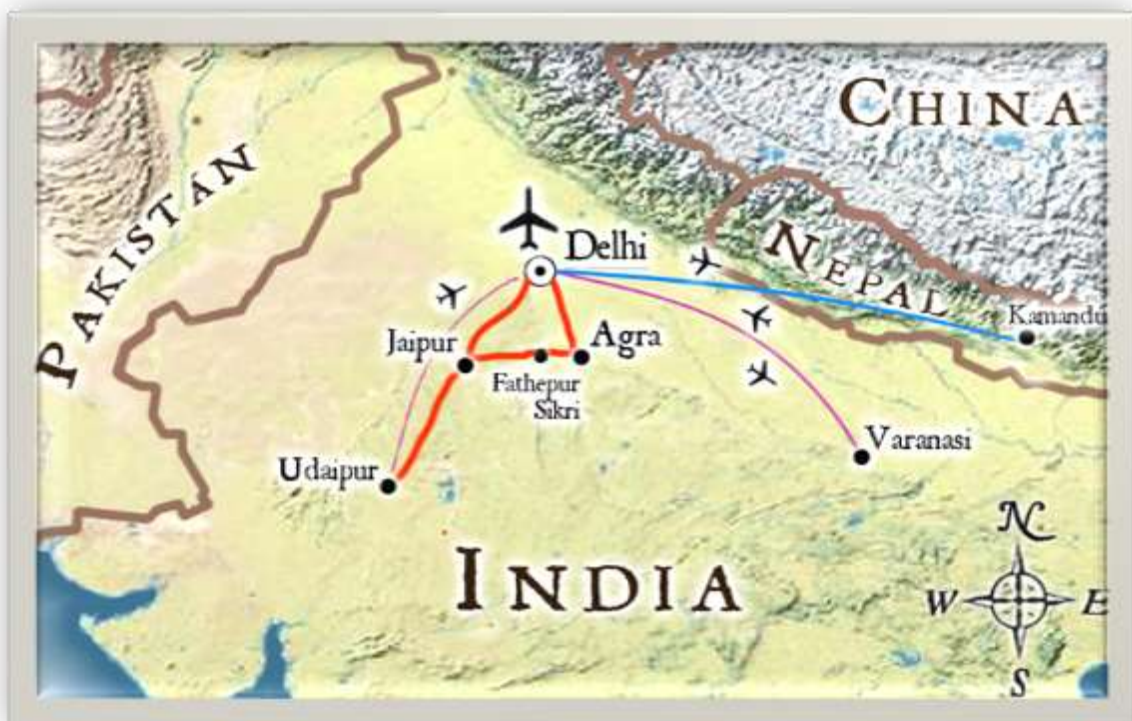 CHINA
PAKISTAN
Delhi
NEPAL
Kamandu
Jaipur
Agra
Fathepur
Sikri
Varanasi
Udaipur
INDIA
N
W
E
S